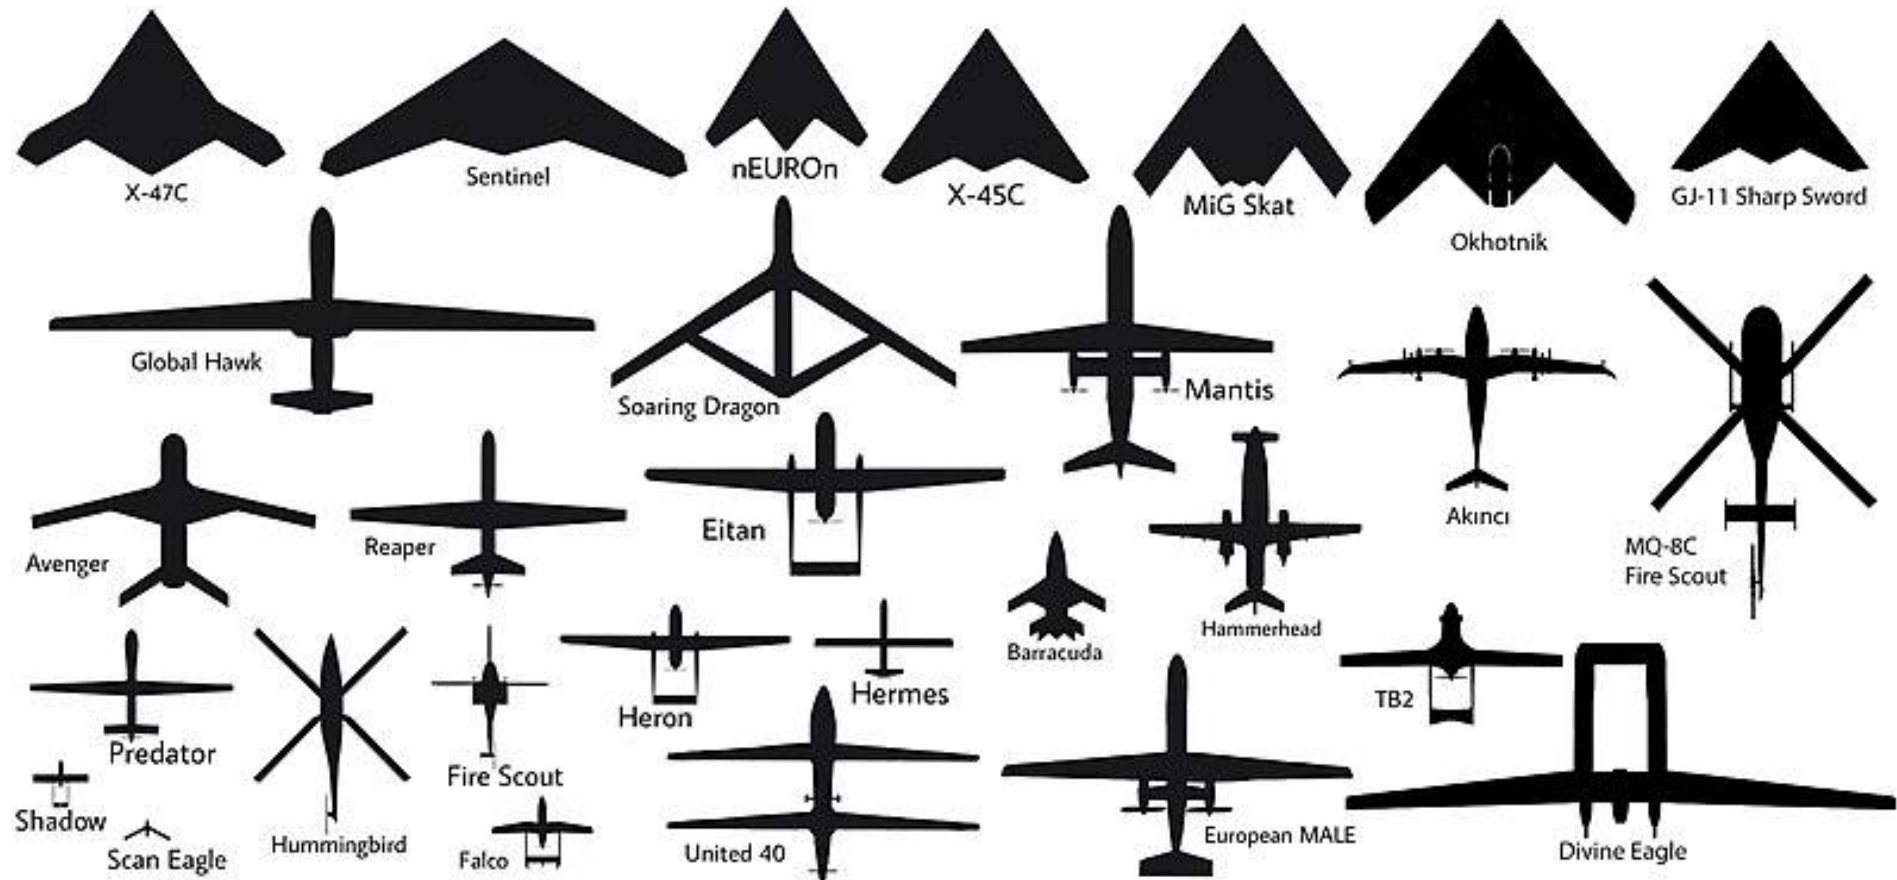 X-47C
Sentinel
nEUROn
X-45C
MiG Skat
Okhotnik
GJ-11 Sharp Sword
Global Hawk
Soaring Dragon
Mantis
Akıncı
MQ-8C
Fire Scout
Avenger
Reaper
Eitan
Barracuda
Hammerhead
Predator
Hummingbird
Fire Scout
Heron
Hermes
TB2
Shadow
Scan Eagle
Falco
United 40
European MALE
Divine Eagle